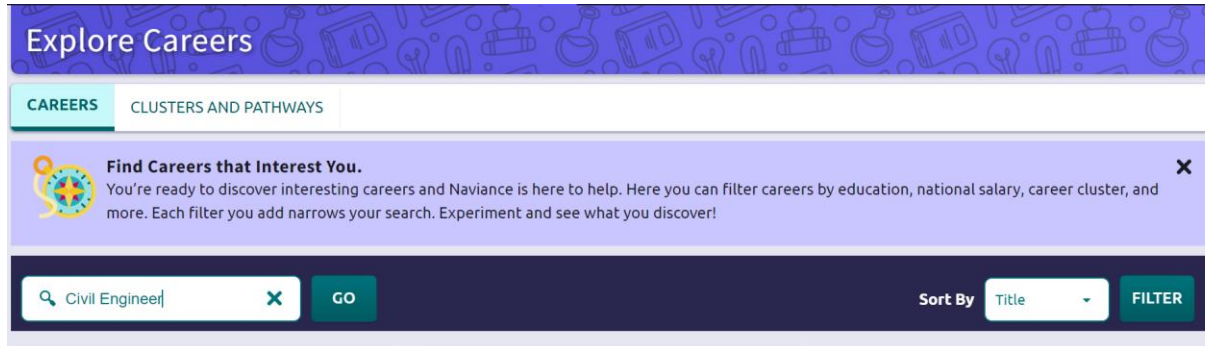 Explore Careers
CAREERS CLUSTERS AND PATHWAYS
Find Careers that Interest You.
You're ready to discover interesting careers and Naviance is here to help. Here you can filter careers by education, national salary, career cluster, and
more. Each filter you add narrows your search. Experiment and see what you discover!
Civil Engineer GO Sort By Title FILTER